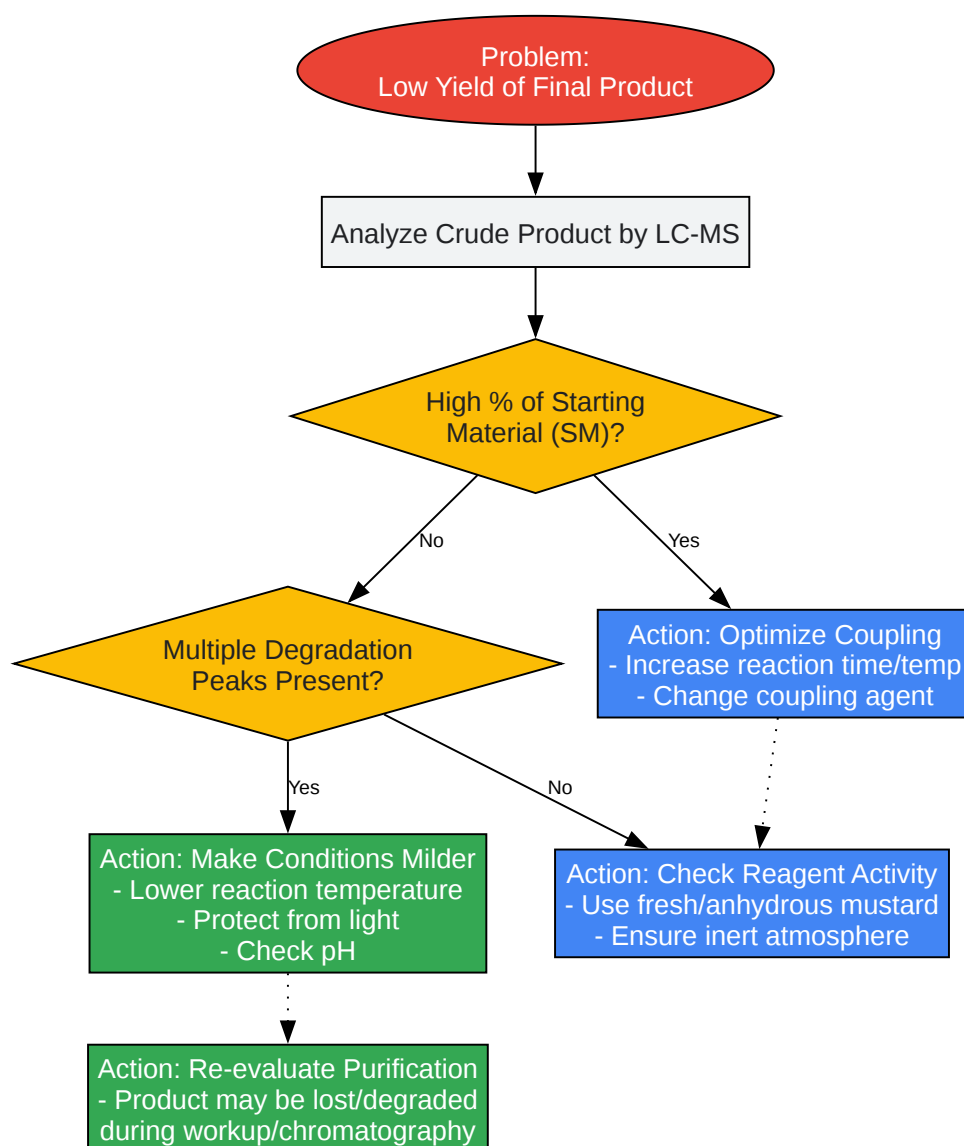 Problem:
Low Yield of Final Product
Analyze Crude Product by LC-MS
High % of Starting
Material (SM)?
No
Yes
Multiple Degradation
Peaks Present?
Action: Optimize Coupling
- Increase reaction time/temp
- Change coupling agent
Yes
No
Action: Make Conditions Milder
- Lower reaction temperature
- Protect from light
- Check pH
Action: Check Reagent Activity
- Use fresh/anhydrous mustard
- Ensure inert atmosphere
Action: Re-evaluate Purification
- Product may be lost/degraded
during workup/chromatography